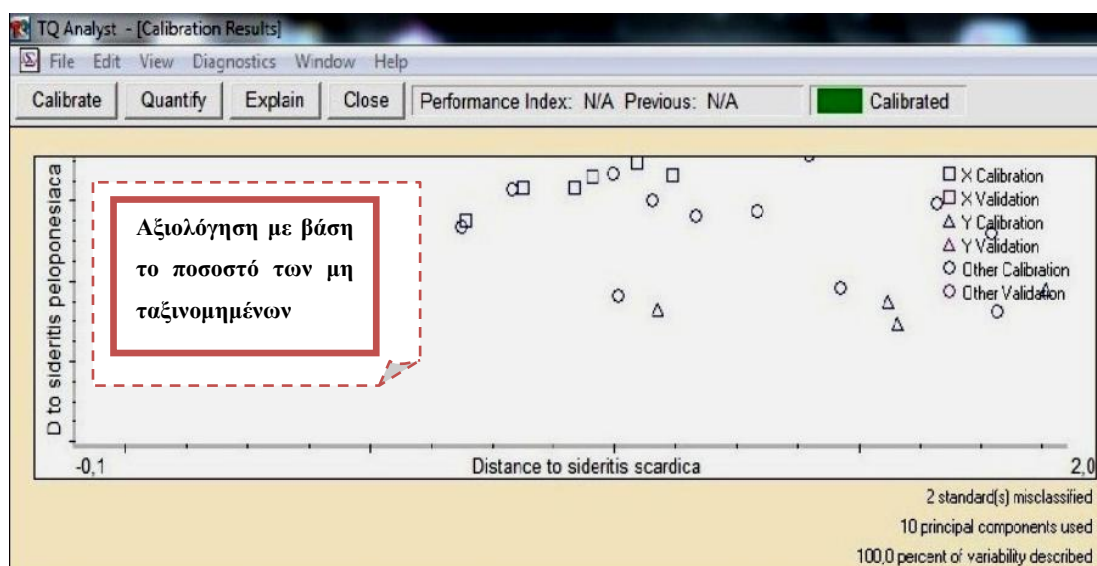 TQ Analyst - [Calibration Results]
File Edit View Diagnostics Window Help
Calibrate Quantify Explain Close Performance Index: N/A Previous: N/A Calibrated
D to sideritis peloponesiaca
Αξιολόγηση με βάση
το ποσοστό των μη
ταξινομημένων
X Calibration
X Validation
Y Calibration
Y Validation
Other Calibration
Other Validation
-0,1 Distance to sideritis scardica 2,0
2 standard(s) misclassified
10 principal components used
100,0 percent of variability described